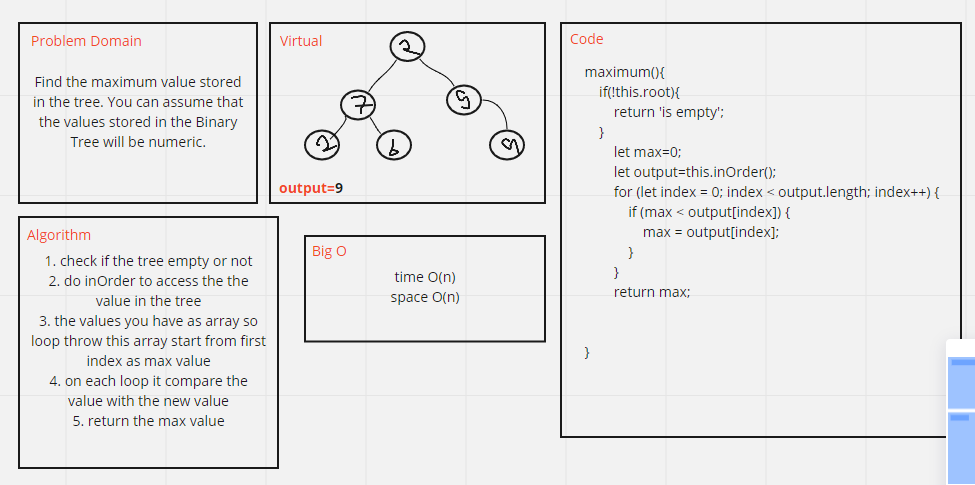 Problem Domain
Find the maximum value stored
in the tree. You can assume that
the values stored in the Binary
Tree will be numeric.
Virtual
2
7
5
2
6
9
output=9
Algorithm
1. check if the tree empty or not
2. do inOrder to access the the
value in the tree
3. the values you have as array so
loop throw this array start from first
index as max value
4. on each loop it compare the
value with the new value
5. return the max value
Big O
time O(n)
space O(n)
Code
maximum(){
if(!this.root){
return 'is empty';
}
let max=0;
let output=this.inOrder();
for (let index = 0; index < output.length; index++) {
if (max < output[index]) {
max = output[index];
}
}
return max;
}